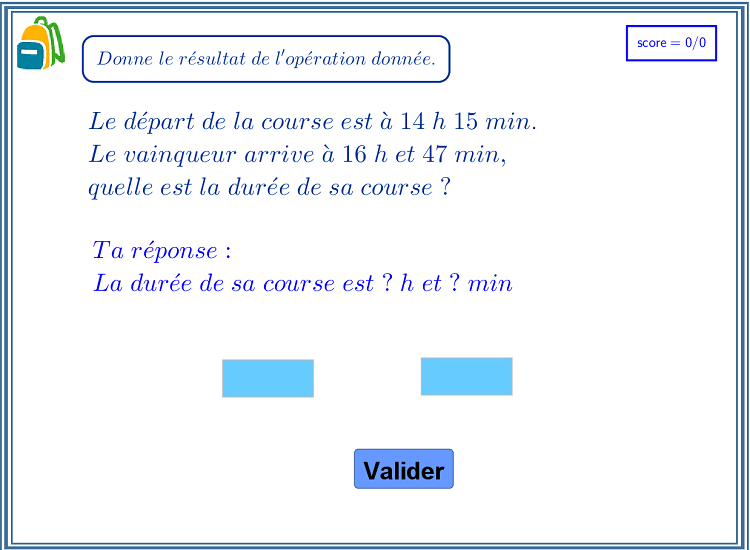 Donne le résultat de l'opération donnée.
score = 0/0
Le départ de la course est à 14 h 15 min.
Le vainqueur arrive à 16 h et 47 min,
quelle est la durée de sa course ?
Ta réponse :
La durée de sa course est ? h et ? min
Valider